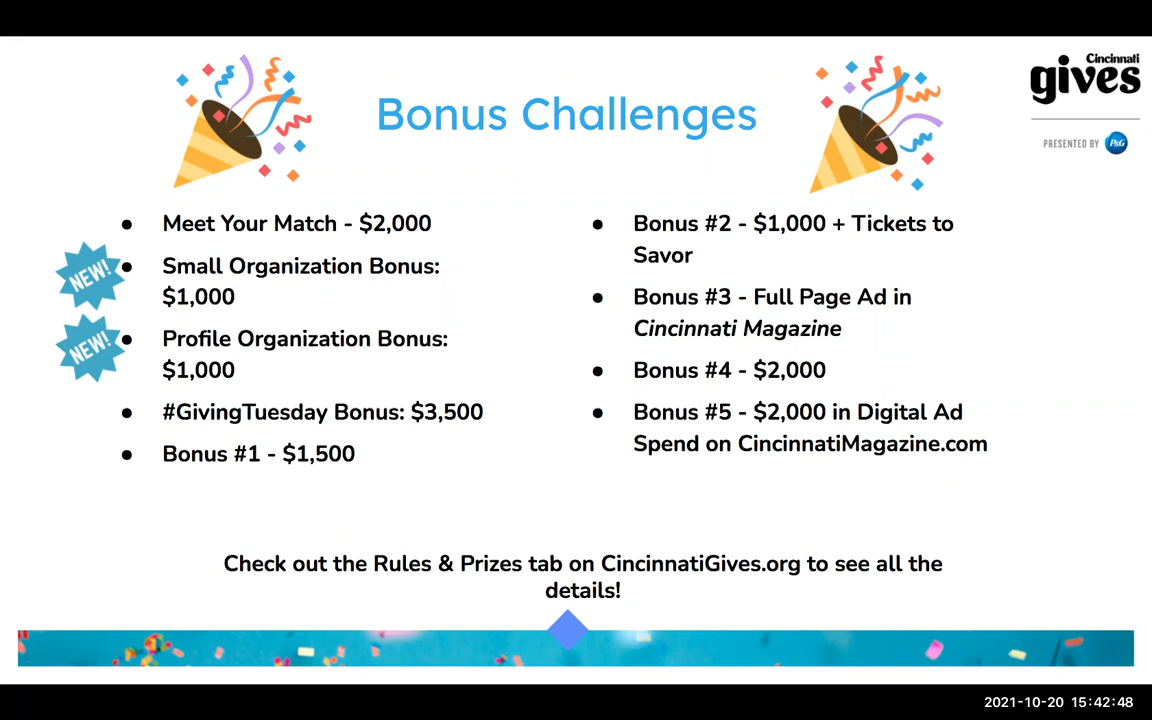 Bonus Challenges
Cincinnati
gives
PRESENTED BY P&G
● Meet Your Match - $2,000
NEW!
● Small Organization Bonus:
$1,000
NEW!
● Profile Organization Bonus:
$1,000
● #GivingTuesday Bonus: $3,500
● Bonus #1 - $1,500
● Bonus #2 - $1,000 + Tickets to
Savor
● Bonus #3 - Full Page Ad in
Cincinnati Magazine
● Bonus #4 - $2,000
● Bonus #5 - $2,000 in Digital Ad
Spend on CincinnatiMagazine.com
Check out the Rules & Prizes tab on CincinnatiGives.org to see all the
details!
2021-10-20 15:42:48